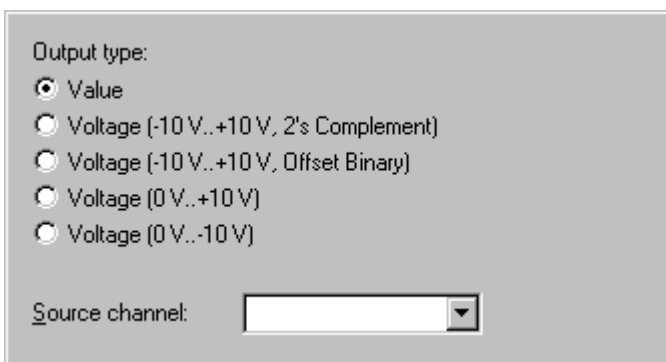 Output type:
Value
Voltage (-10 V..+10 V, 2's Complement)
Voltage (-10 V..+10 V, Offset Binary)
Voltage (0 V..+10 V)
Voltage (0 V..-10 V)
Source channel: